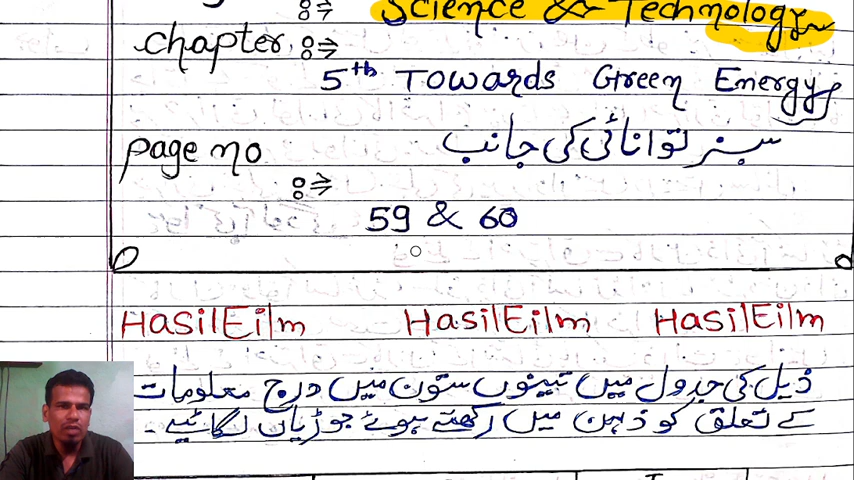 Science & Technology
chapter
5th Towards Green Energy
سبز توانائی کی جانب
page no
59 & 60
HasilEilm HasilEilm HasilEilm
ذیل کی جدول میں تینوں ستون میں درج معلومات
کے تعلق کو ذہن میں رکھتے ہوئے جوڑیاں لگائیے۔